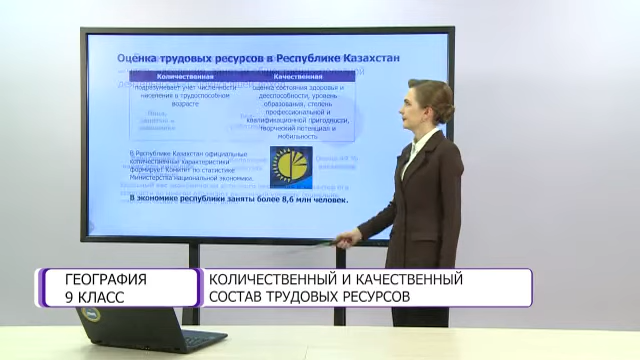 Оценка трудовых ресурсов в Республике Казахстан
Количественная
подразумевает учет численности
населения в трудоспособном
возрасте
Качественная
оценка состояния здоровья и
дееспособности, уровень
образования, степень
профессиональной и
квалификационной пригодности,
творческий потенциал и
мобильность
В Республике Казахстан официальные
количественные характеристики
формирует Комитет по статистике
Министерства национальной экономики.
В экономике республики заняты более 8,6 млн человек.
ГЕОГРАФИЯ
9 КЛАСС
КОЛИЧЕСТВЕННЫЙ И КАЧЕСТВЕННЫЙ
СОСТАВ ТРУДОВЫХ РЕСУРСОВ